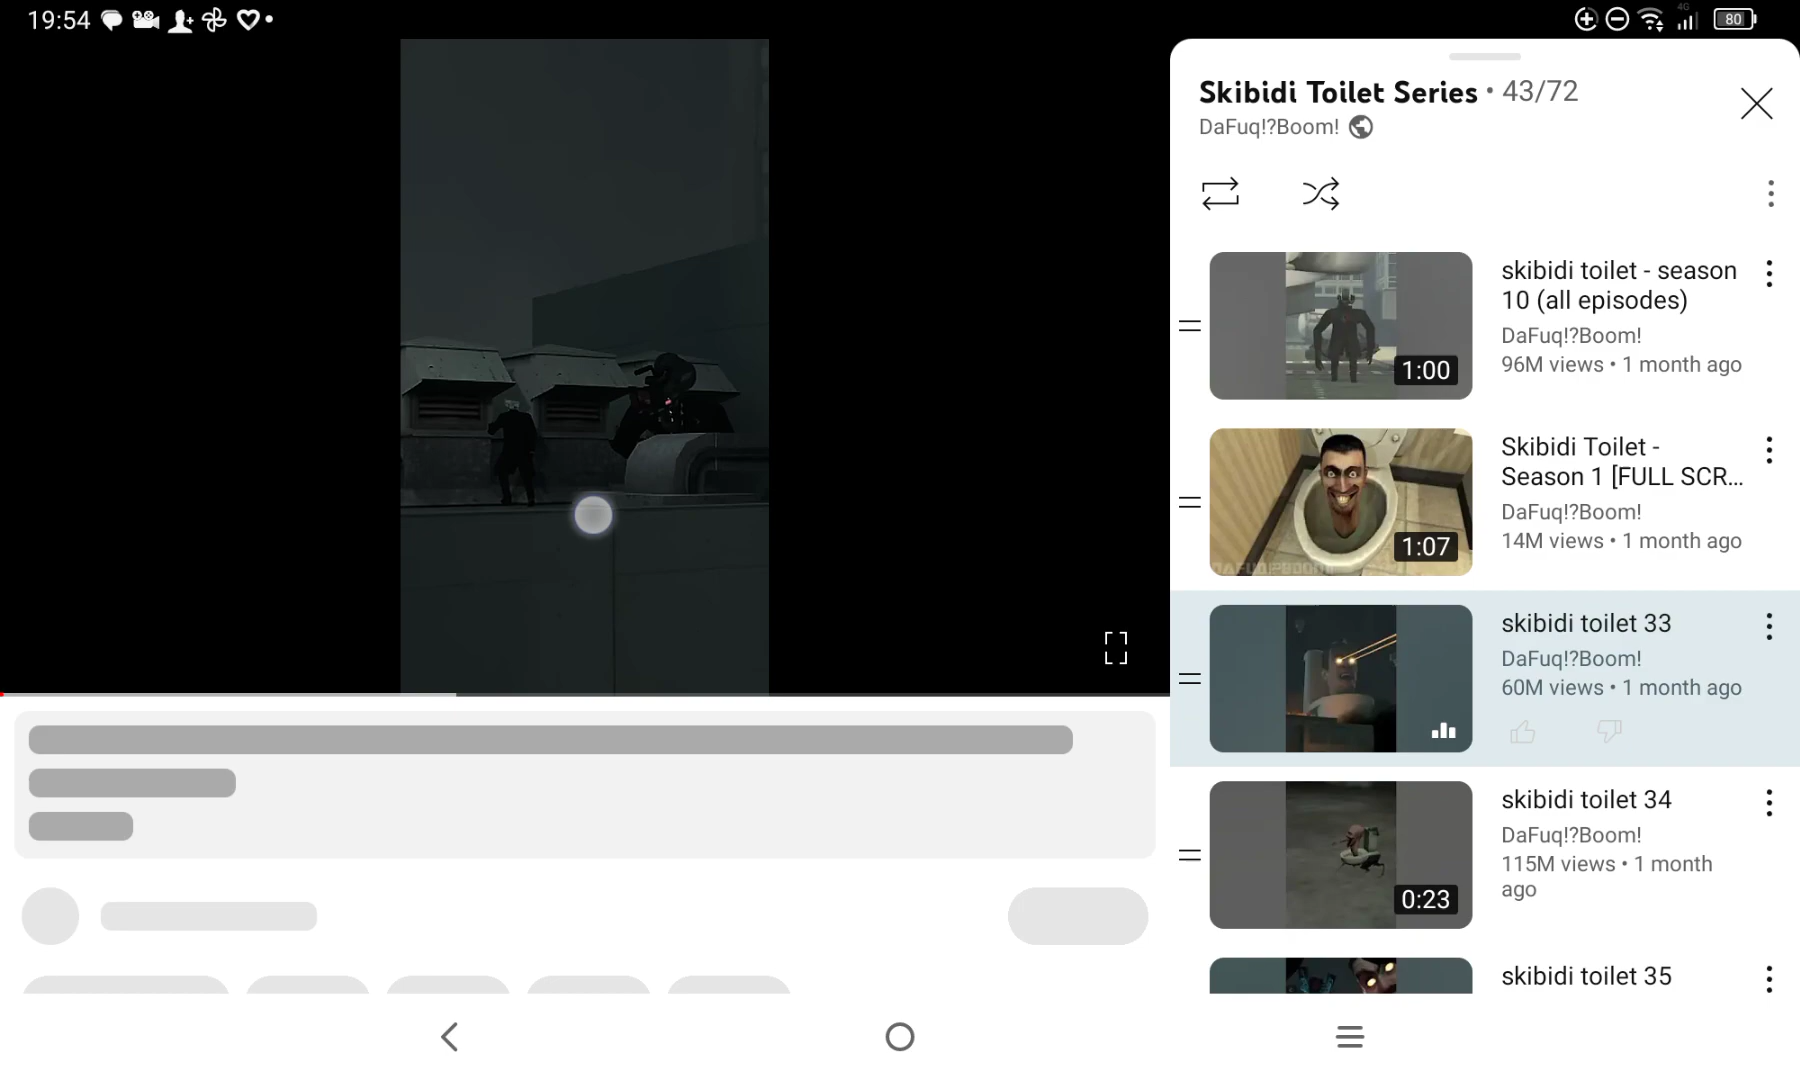 19:54
4G
80
Skibidi Toilet Series • 43/72
DaFuq!?Boom!
skibidi toilet - season
10 (all episodes)
DaFuq!?Boom!
96M views • 1 month ago
1:00
Skibidi Toilet -
Season 1 [FULL SCR...
DaFuq!?Boom!
14M views • 1 month ago
1:07
DAFUQ!?BOOM!
skibidi toilet 33
DaFuq!?Boom!
60M views • 1 month ago
skibidi toilet 34
DaFuq!?Boom!
115M views • 1 month
ago
0:23
skibidi toilet 35